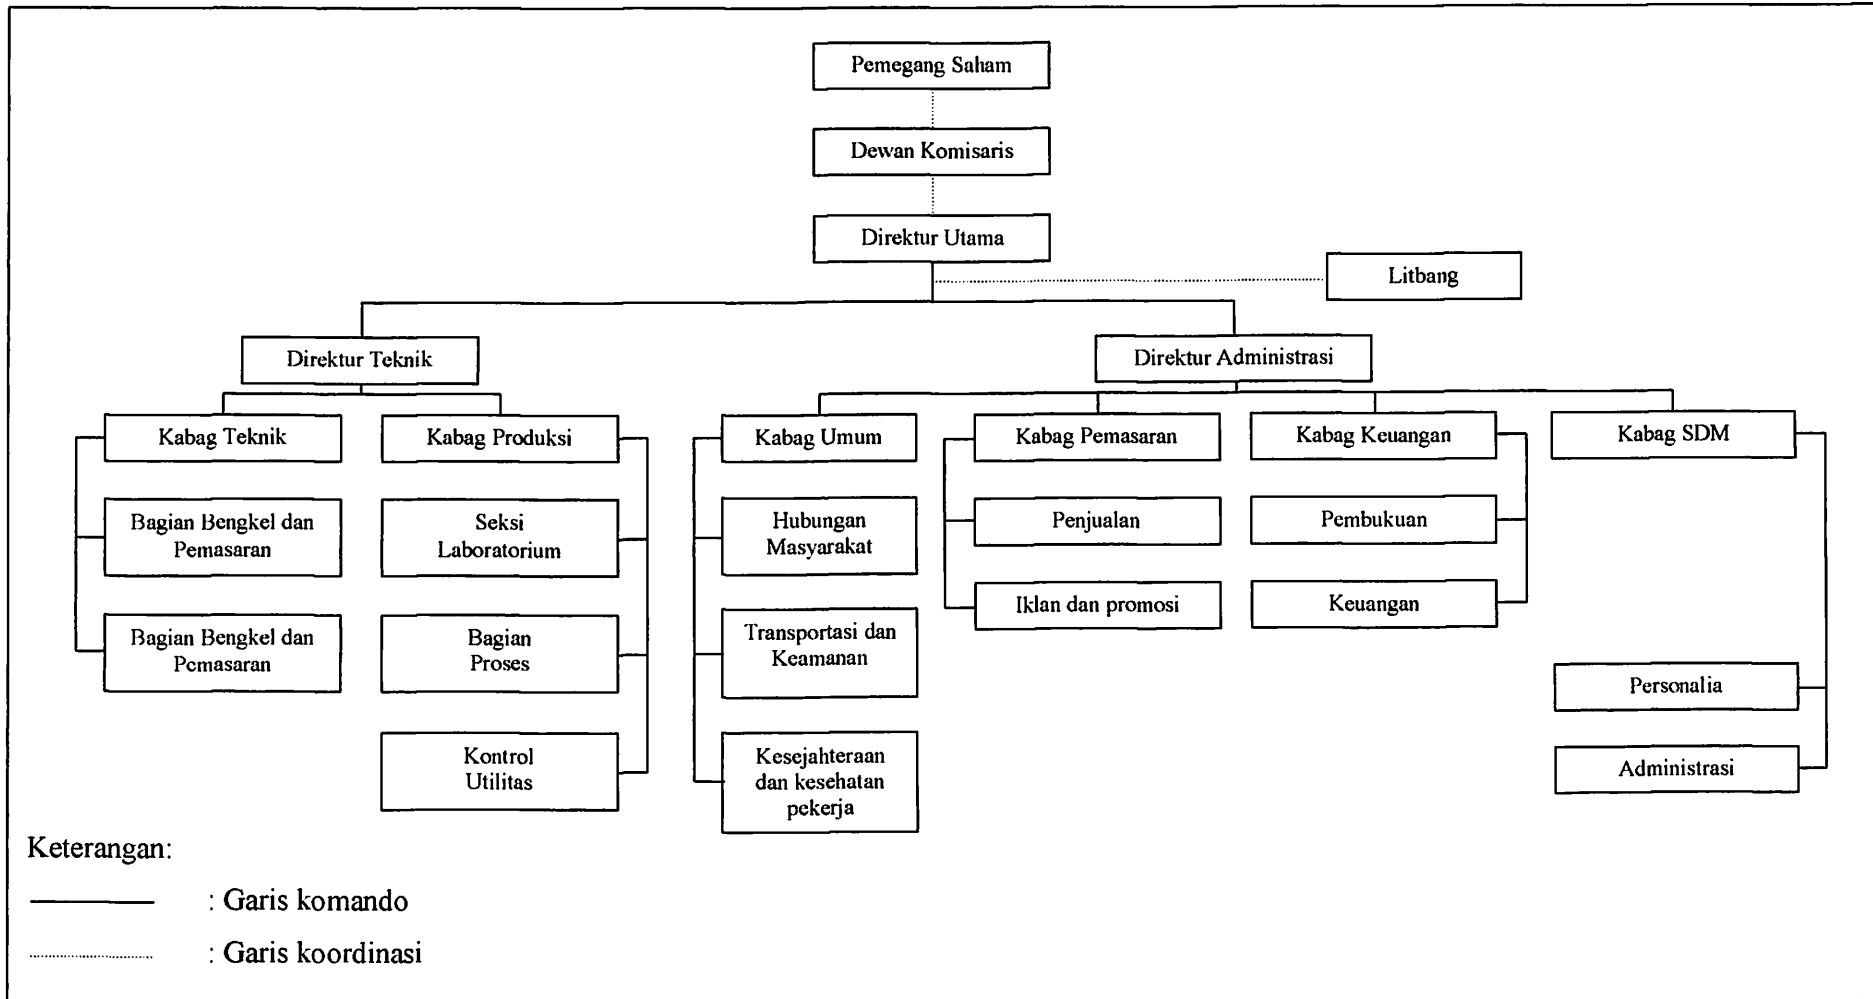 Pemegang Saham
Dewan Komisaris
Direktur Utama
Litbang
Direktur Teknik
Direktur Administrasi
Kabag Teknik
Kabag Produksi
Kabag Umum
Kabag Pemasaran
Kabag Keuangan
Kabag SDM
Bagian Bengkel dan
Pemasaran
Seksi
Laboratorium
Hubungan
Masyarakat
Penjualan
Pembukuan
Bagian Bengkel dan
Pemasaran
Bagian
Proses
Transportasi dan
Keamanan
Iklan dan promosi
Keuangan
Personalia
Kontrol
Utilitas
Kesejahteraan
dan kesehatan
pekerja
Administrasi
Keterangan:
: Garis komando
: Garis koordinasi